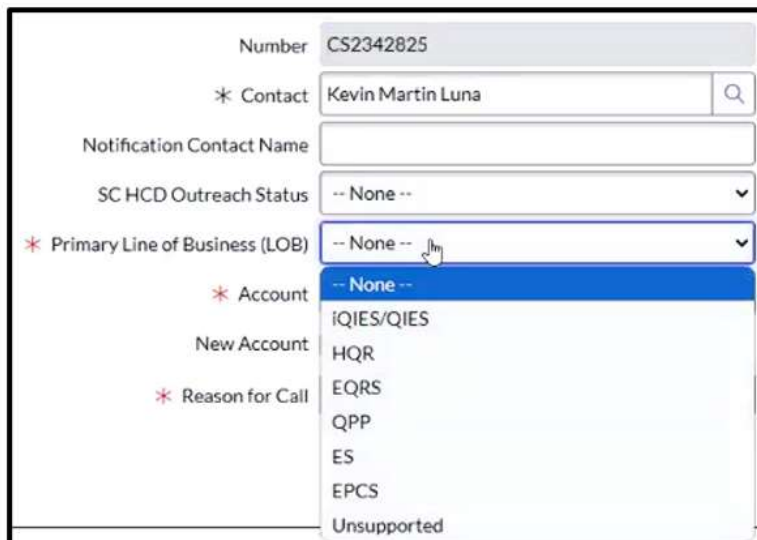 Number CS2342825
* Contact Kevin Martin Luna
Notification Contact Name
SC HCD Outreach Status -- None --
* Primary Line of Business (LOB) -- None --
-- None --
* Account
iQIES/QIES
New Account
HQR
* Reason for Call
EQRS
QPP
ES
EPCS
Unsupported